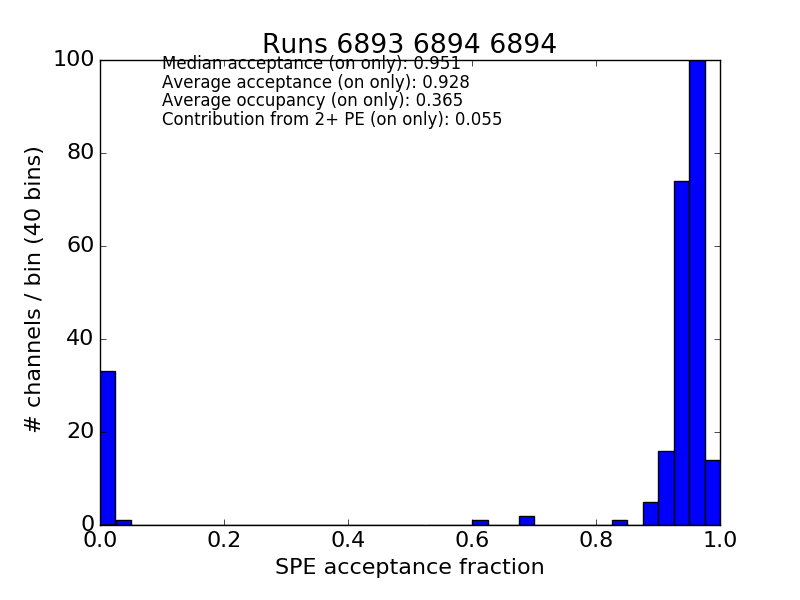 Runs 6893 6894 6894
Median acceptance (on only): 0.951
Average acceptance (on only): 0.928
Average occupancy (on only): 0.365
Contribution from 2+ PE (on only): 0.055
# channels / bin (40 bins)
100
80
60
40
20
0
0.0 0.2 0.4 0.6 0.8 1.0
SPE acceptance fraction